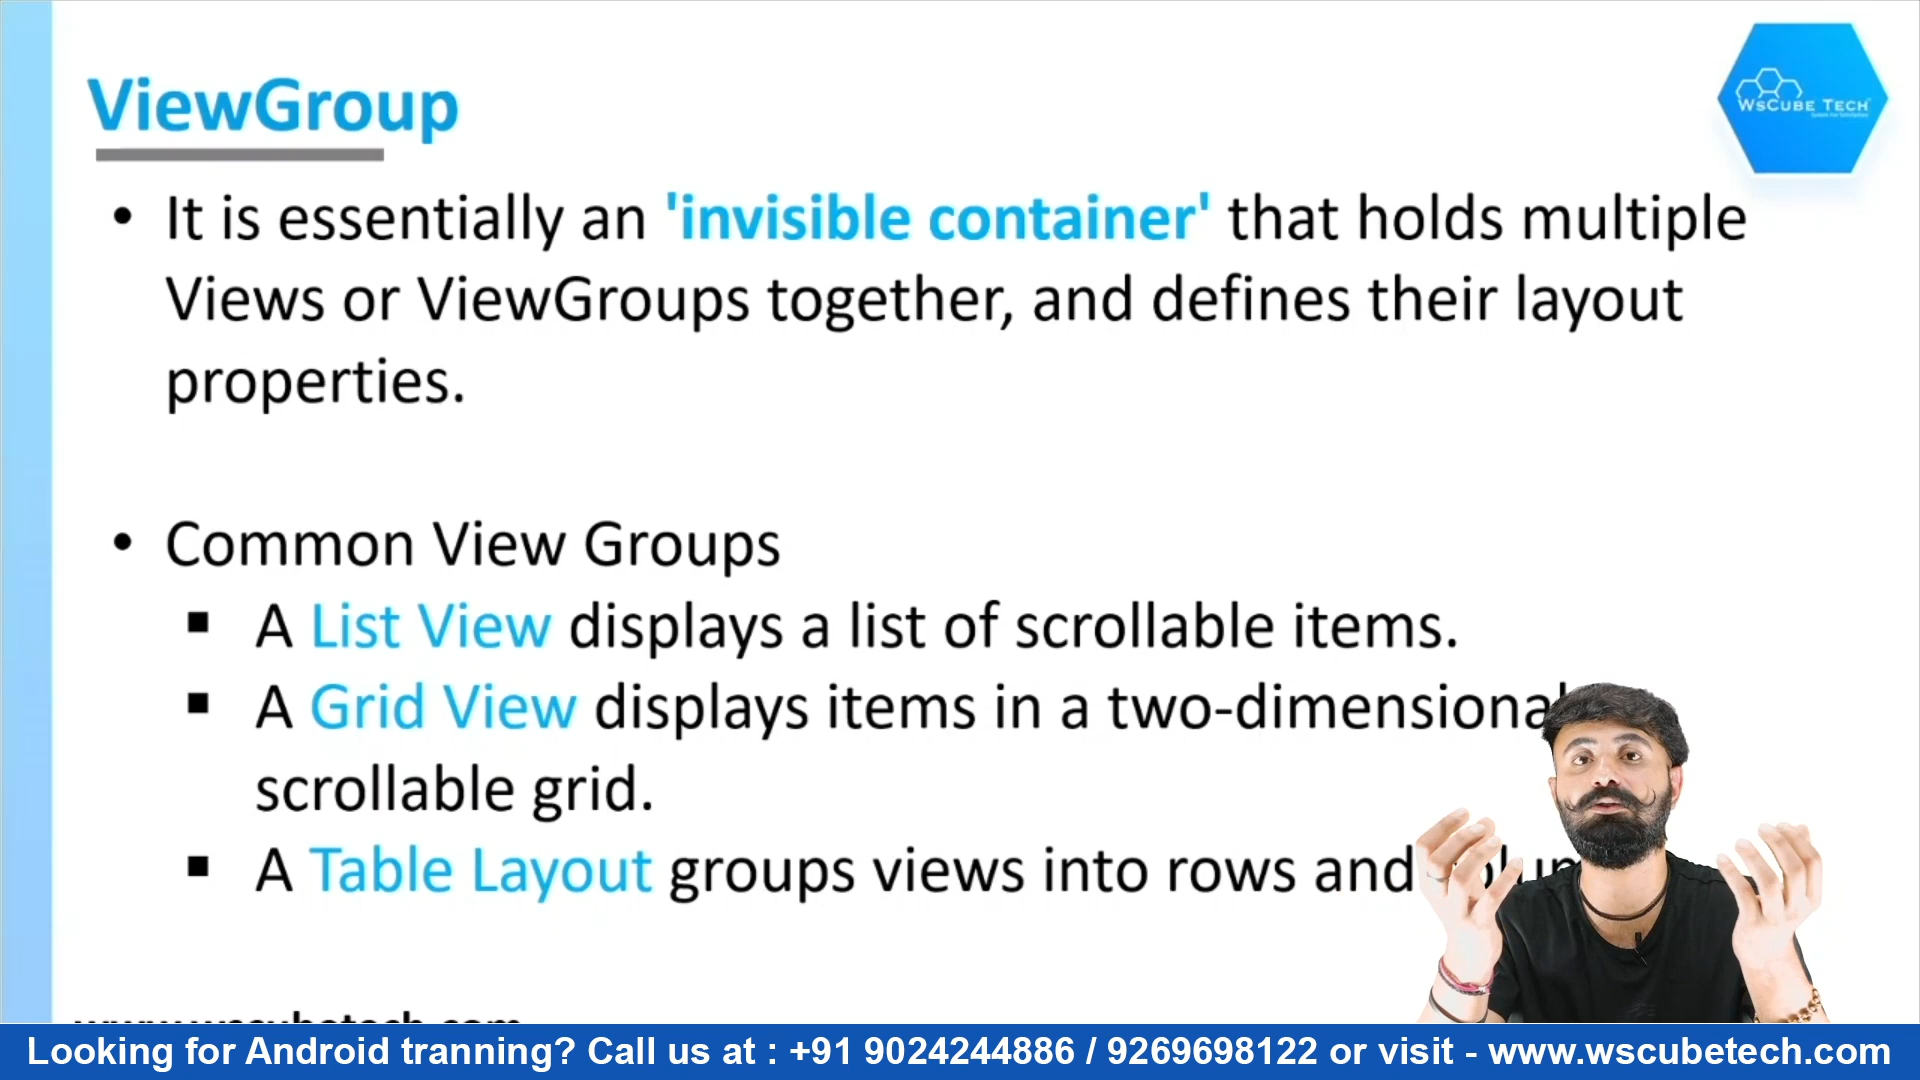 ViewGroup
WSCUBE TECH
• It is essentially an 'invisible container' that holds multiple
Views or ViewGroups together, and defines their layout
properties.
• Common View Groups
▪ A List View displays a list of scrollable items.
▪ A Grid View displays items in a two-dimensional
scrollable grid.
▪ A Table Layout groups views into rows and
www.wscubetech.com
Looking for Android tranning? Call us at : +91 9024244886 / 9269698122 or visit - www.wscubetech.com